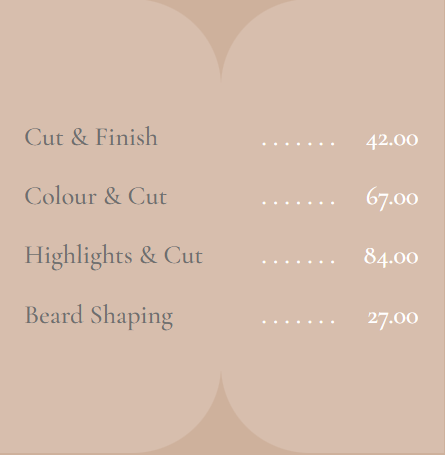 Cut & Finish ....... 42.00
Colour & Cut ....... 67.00
Highlights & Cut ....... 84.00
Beard Shaping ....... 27.00